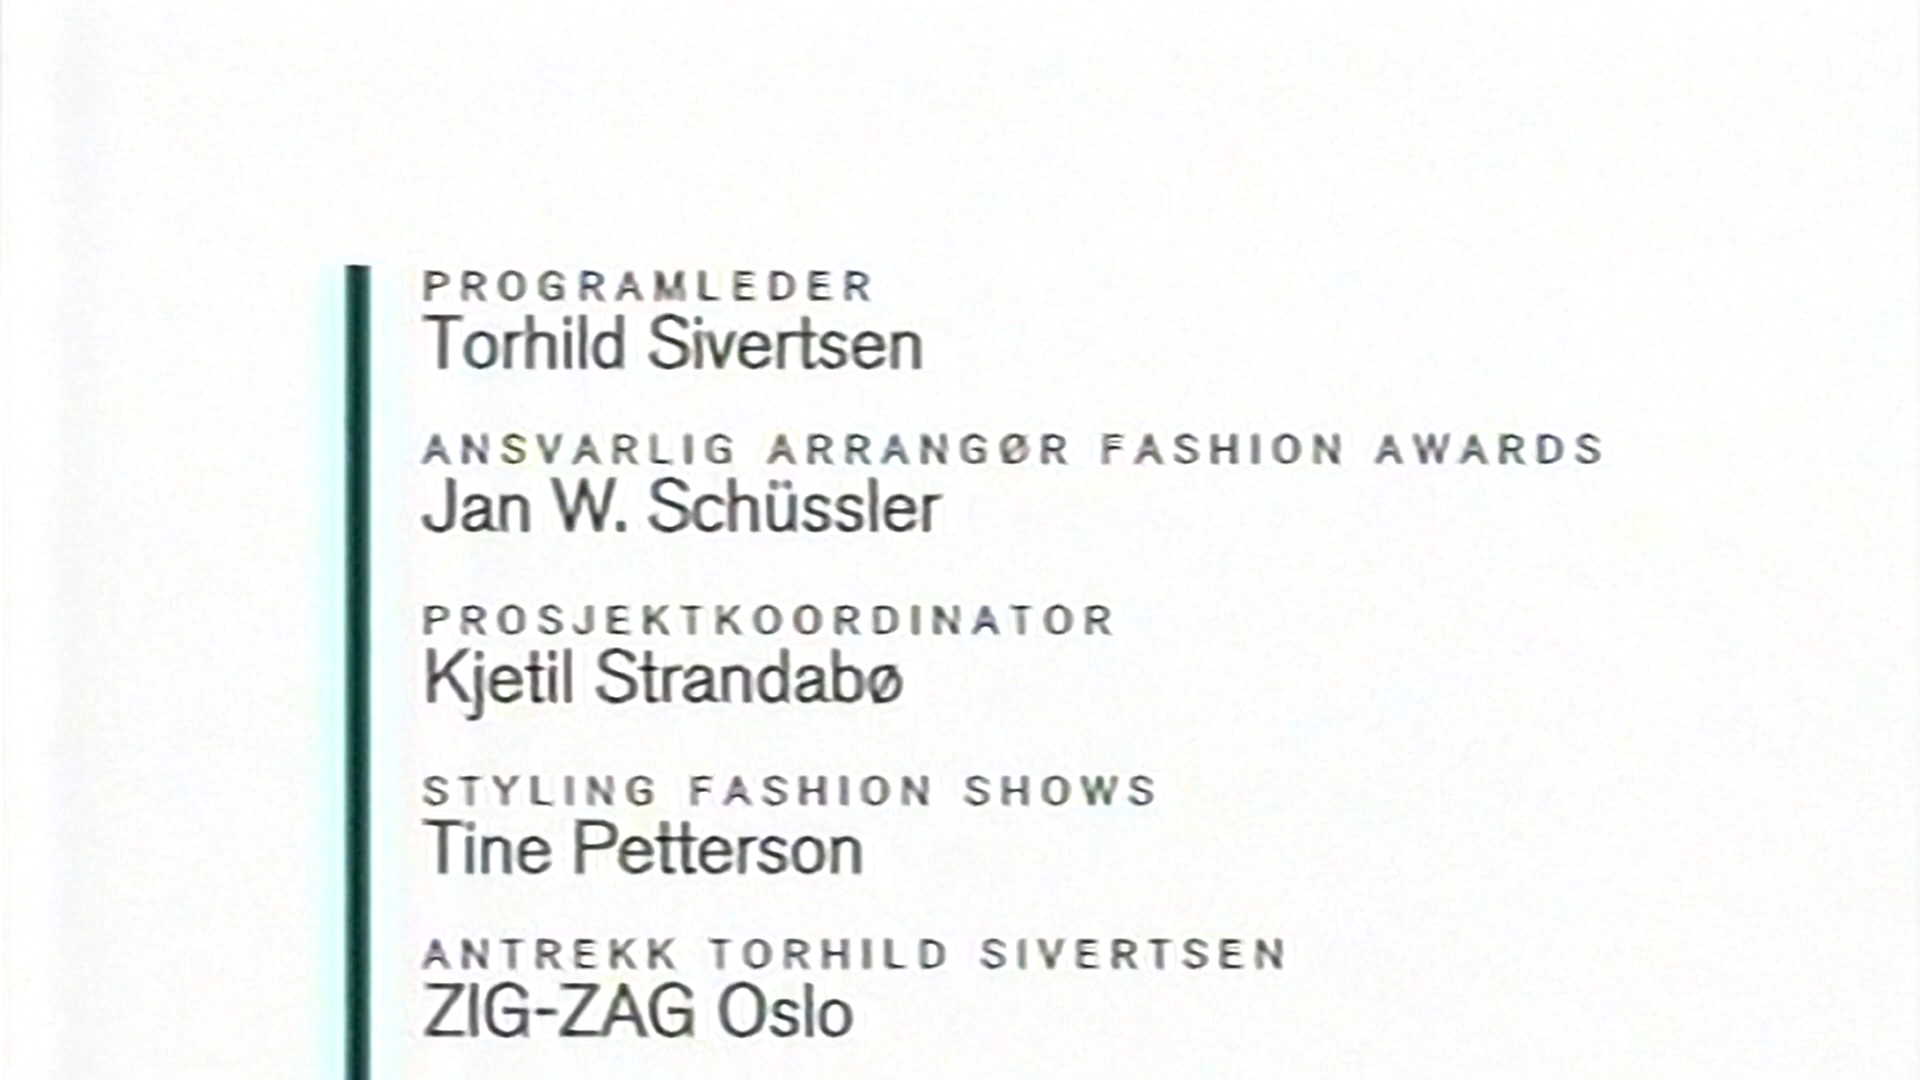 PROGRAMLEDER
Torhild Sivertsen
ANSVARLIG ARRANGØR FASHION AWARDS
Jan W. Schüssler
PROSJEKTKOORDINATOR
Kjetil Strandabø
STYLING FASHION SHOWS
Tine Petterson
ANTREKK TORHILD SIVERTSEN
ZIG-ZAG Oslo